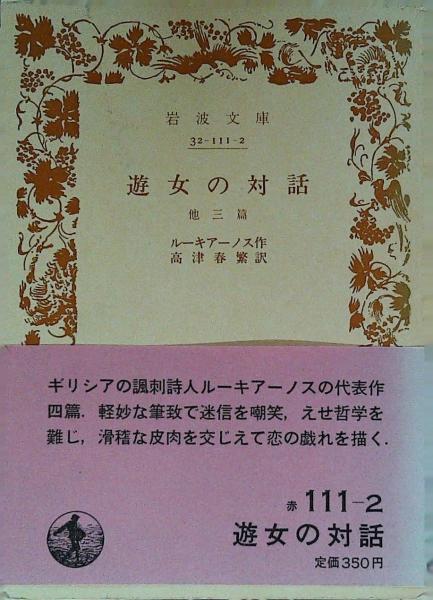 岩波文庫
32-111-2
遊女の対話
他三篇
ルーキアーノス作
高津春繁訳
ギリシアの諷刺詩人ルーキアーノスの代表作
四篇．軽妙な筆致で迷信を嘲笑，えせ哲学を
難じ，滑稽な皮肉を交じえて恋の戯れを描く．
赤 111-2
遊女の対話
定価350円